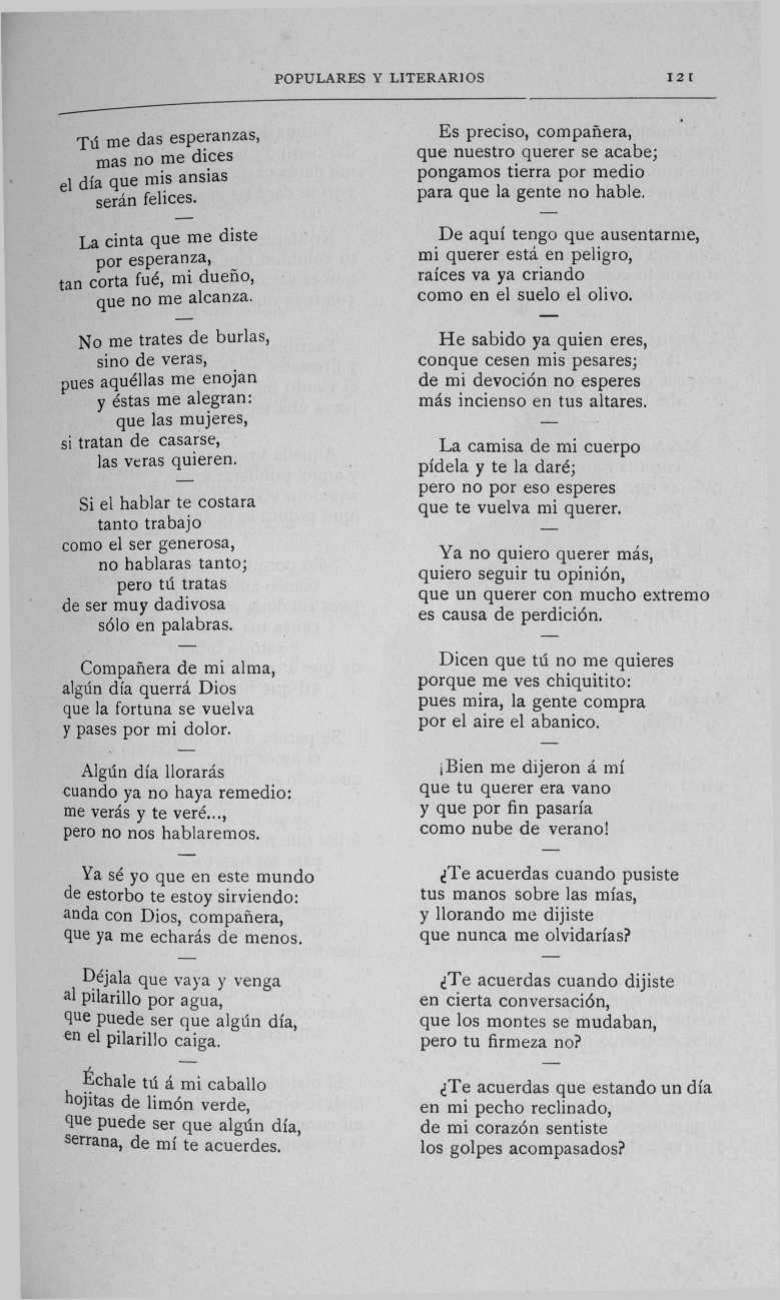 POPULARES Y LITERARIOS 121
Tú me das esperanzas,
mas no me dices
el día que mis ansias
serán felices.
—
La cinta que me diste
por esperanza,
tan corta fué, mi dueño,
que no me alcanza.
—
No me trates de burlas,
sino de veras,
pues aquéllas me enojan
y éstas me alegran:
que las mujeres,
si tratan de casarse,
las veras quieren.
—
Si el hablar te costara
tanto trabajo
como el ser generosa,
no hablaras tanto;
pero tú tratas
de ser muy dadivosa
sólo en palabras.
—
Compañera de mi alma,
algún día querrá Dios
que la fortuna se vuelva
y pases por mi dolor.
—
Algún día llorarás
cuando ya no haya remedio:
me verás y te veré...,
pero no nos hablaremos.
—
Ya sé yo que en este mundo
de estorbo te estoy sirviendo:
anda con Dios, compañera,
que ya me echarás de menos.
—
Déjala que vaya y venga
al pilarillo por agua,
que puede ser que algún día,
en el pilarillo caiga.
—
Échale tú á mi caballo
hojitas de limón verde,
que puede ser que algún día,
serrana, de mí te acuerdes.
Es preciso, compañera,
que nuestro querer se acabe;
pongamos tierra por medio
para que la gente no hable.
—
De aquí tengo que ausentarme,
mi querer está en peligro,
raíces va ya criando
como en el suelo el olivo.
—
He sabido ya quien eres,
conque cesen mis pesares;
de mi devoción no esperes
más incienso en tus altares.
—
La camisa de mi cuerpo
pídela y te la daré;
pero no por eso esperes
que te vuelva mi querer.
—
Ya no quiero querer más,
quiero seguir tu opinión,
que un querer con mucho extremo
es causa de perdición.
—
Dicen que tú no me quieres
porque me ves chiquitito:
pues mira, la gente compra
por el aire el abanico.
—
¡Bien me dijeron á mí
que tu querer era vano
y que por fin pasaría
como nube de verano!
—
¿Te acuerdas cuando pusiste
tus manos sobre las mías,
y llorando me dijiste
que nunca me olvidarías?
—
¿Te acuerdas cuando dijiste
en cierta conversación,
que los montes se mudaban,
pero tu firmeza no?
—
¿Te acuerdas que estando un día
en mi pecho reclinado,
de mi corazón sentiste
los golpes acompasados?